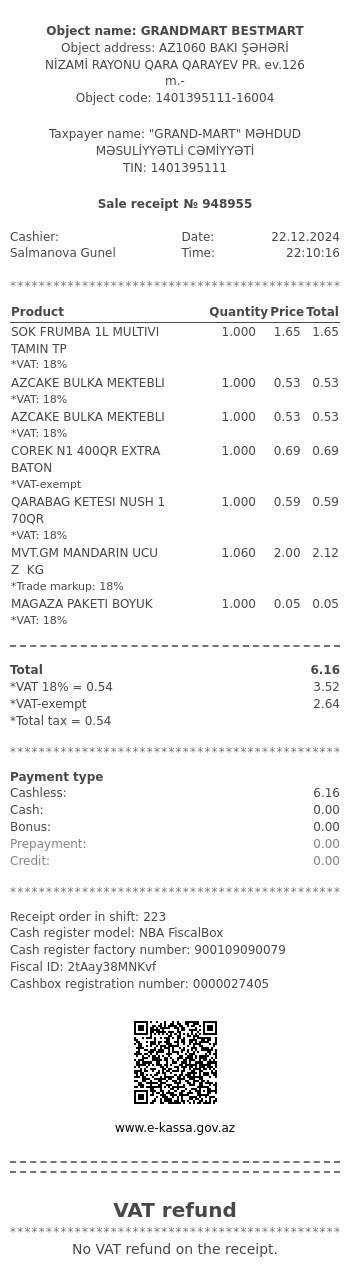 Object name: GRANDMART BESTMART
Object address: AZ1060 BAKI ŞƏHƏRİ
NİZAMİ RAYONU QARA QARAYEV PR. ev.126
m.-
Object code: 1401395111-16004
Taxpayer name: "GRAND-MART" MƏHDUD
MƏSULİYYƏTLİ CƏMİYYƏTİ
TIN: 1401395111
Sale receipt № 948955
Cashier: Date: 22.12.2024
Salmanova Gunel Time: 22:10:16
********************************************
Product Quantity Price Total
SOK FRUMBA 1L MULTIVI 1.000 1.65 1.65
TAMIN TP
*VAT: 18%
AZCAKE BULKA MEKTEBLI 1.000 0.53 0.53
*VAT: 18%
AZCAKE BULKA MEKTEBLI 1.000 0.53 0.53
*VAT: 18%
COREK N1 400QR EXTRA 1.000 0.69 0.69
BATON
*VAT-exempt
QARABAG KETESI NUSH 1 1.000 0.59 0.59
70QR
*VAT: 18%
MVT.GM MANDARIN UCU 1.060 2.00 2.12
Z KG
*Trade markup: 18%
MAGAZA PAKETI BOYUK 1.000 0.05 0.05
*VAT: 18%
Total 6.16
*VAT 18% = 0.54 3.52
*VAT-exempt 2.64
*Total tax = 0.54
********************************************
Payment type
Cashless: 6.16
Cash: 0.00
Bonus: 0.00
Prepayment: 0.00
Credit: 0.00
********************************************
Receipt order in shift: 223
Cash register model: NBA FiscalBox
Cash register factory number: 900109090079
Fiscal ID: 2tAay38MNKvf
Cashbox registration number: 0000027405
www.e-kassa.gov.az
VAT refund
********************************************
No VAT refund on the receipt.